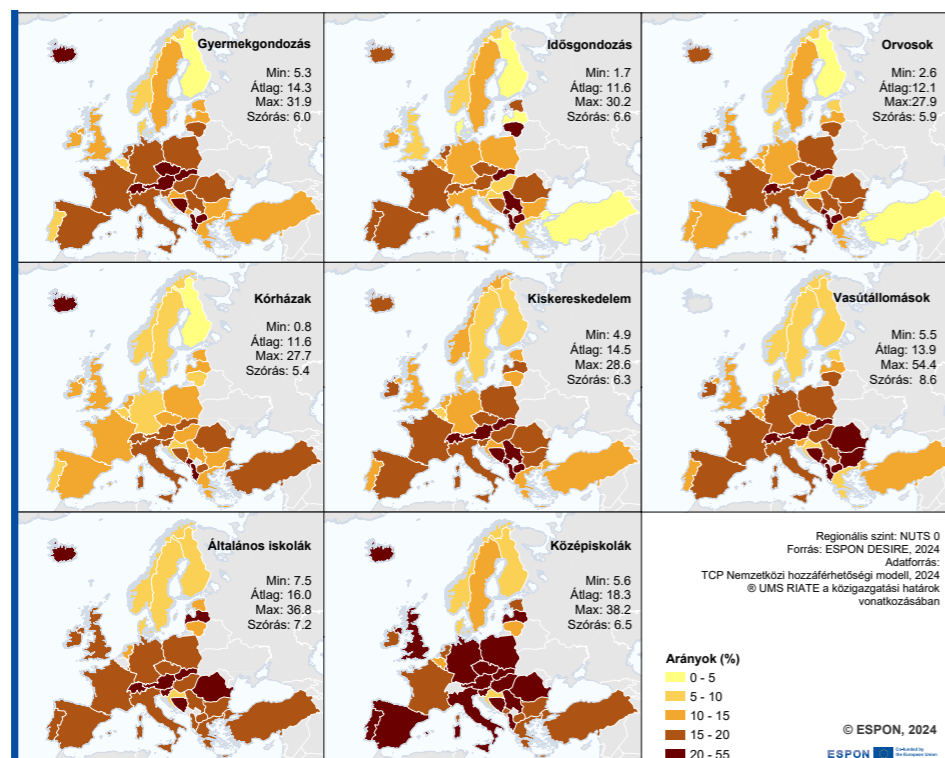 Gyermekgondozás
Min: 5.3
Átlag: 14.3
Max: 31.9
Szórás: 6.0
Idősgondozás
Min: 1.7
Átlag: 11.6
Max: 30.2
Szórás: 6.6
Orvosok
Min: 2.6
Átlag:12.1
Max:27.9
Szórás: 5.9
Kórházak
Min: 0.8
Átlag: 11.6
Max: 27.7
Szórás: 5.4
Kiskereskedelem
Min: 4.9
Átlag: 14.5
Max: 28.6
Szórás: 6.3
Vasútállomások
Min: 5.5
Átlag: 13.9
Max: 54.4
Szórás: 8.6
Általános iskolák
Min: 7.5
Átlag: 16.0
Max: 36.8
Szórás: 7.2
Középiskolák
Min: 5.6
Átlag: 18.3
Max: 38.2
Szórás: 6.5
Regionális szint: NUTS 0
Forrás: ESPON DESIRE, 2024
Adatforrás:
TCP Nemzetközi hozzáférhetőségi modell, 2024
® UMS RIATE a közigazgatási határok
vonatkozásában
Arányok (%)
0 - 5
5 - 10
10 - 15
15 - 20
20 - 55
© ESPON, 2024
ESPON
Co-funded by
the European Union